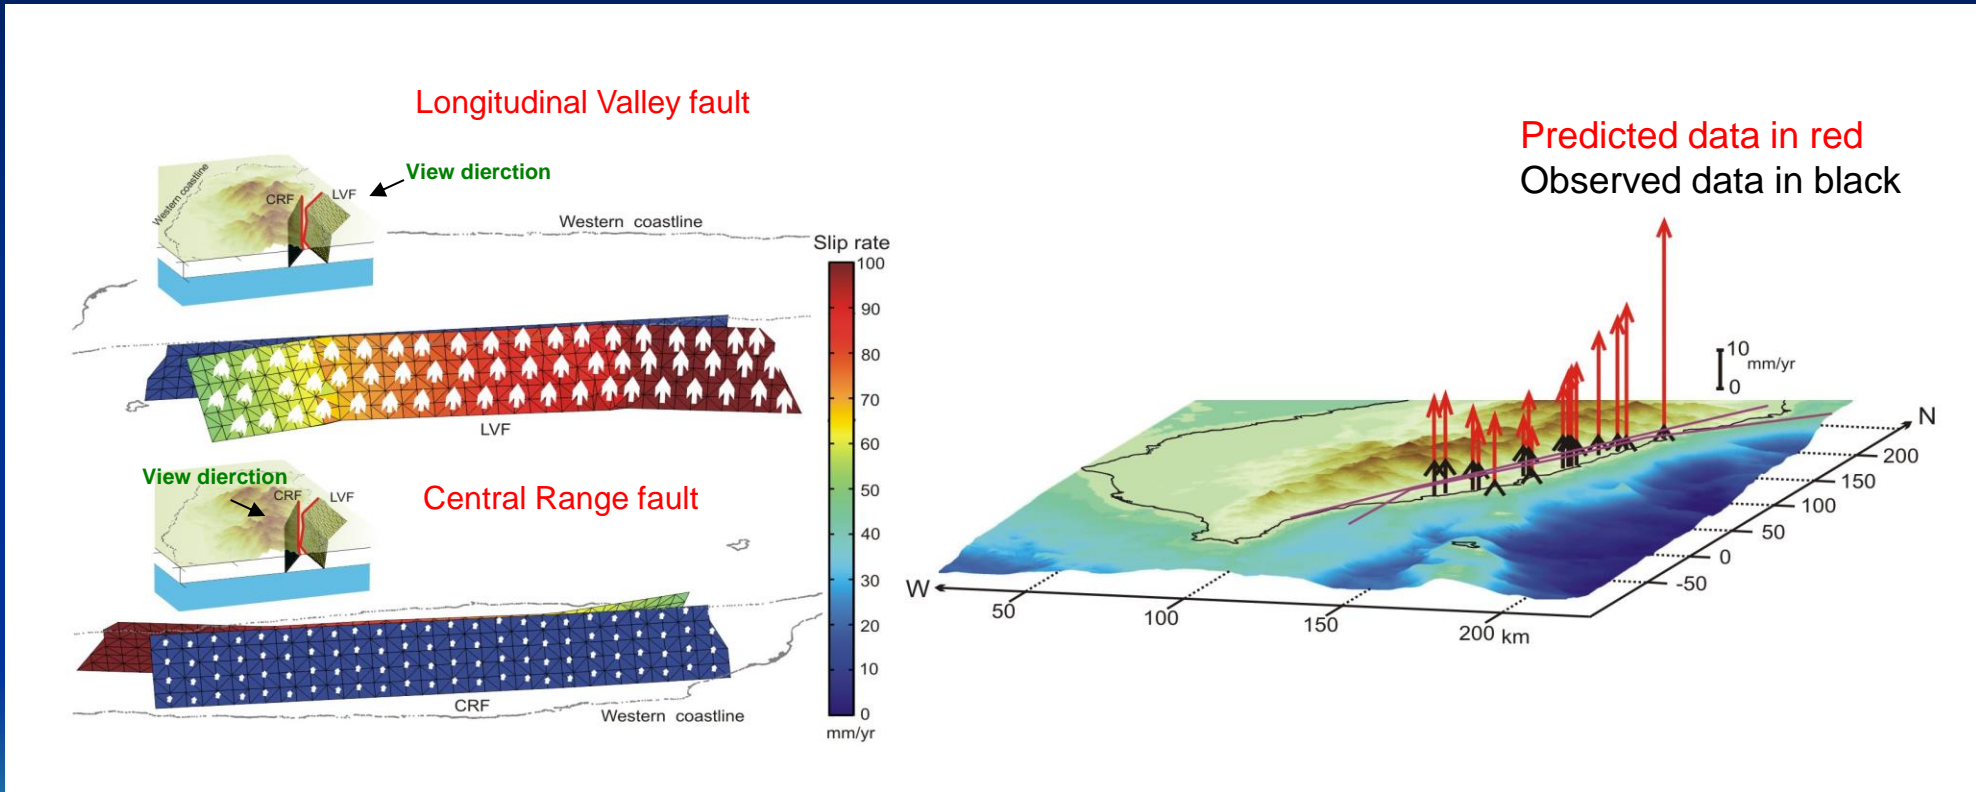 Longitudinal Valley fault
View dierction
Western coastline
CRF
LVF
Western coastline
Slip rate
100
90
80
70
60
50
40
30
20
10
0
mm/yr
LVF
View dierction
CRF
LVF
Central Range fault
CRF
Western coastline
Predicted data in red
Observed data in black
10
mm/yr
0
N
200
150
100
50
0
-50
W
50
100
150
200 km